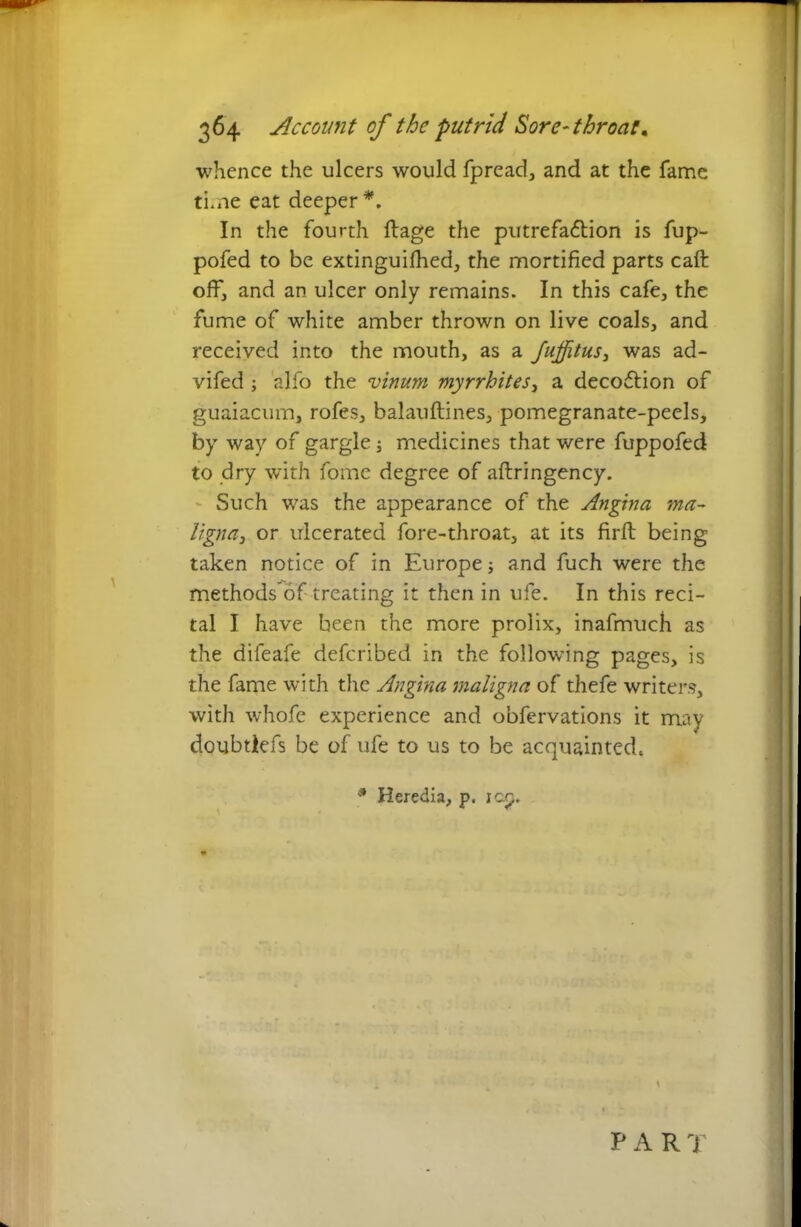 364 Account of the putrid Sore-throat.
whence the ulcers would ſpread, and at the ſame
time eat deeper *.
In the fourth ſtage the putrefaction is ſup-
poſed to be extinguiſhed, the mortified parts caſt
off, and an ulcer only remains. In this caſe, the
fume of white amber thrown on live coals, and
received into the mouth, as a ſuffitus, was ad-
viſed ; alſo the vinum myrrhites, a decoction of
guaiacum, roſes, balauſtines, pomegranate-peels,
by way of gargle ; medicines that were ſuppoſed
to dry with ſome degree of aſtringency.
Such was the appearance of the Angina ma-
ligna, or ulcerated ſore-throat, at its firſt being
taken notice of in Europe ; and ſuch were the
methods of treating it then in uſe. In this reci-
tal I have been the more prolix, inaſmuch as
the diſeaſe deſcribed in the following pages, is
the ſame with the Angina maligna of theſe writers,
with whoſe experience and obſervations it may
doubtleſs be of uſe to us to be acquainted.
* Heredia, p. 109.
PART